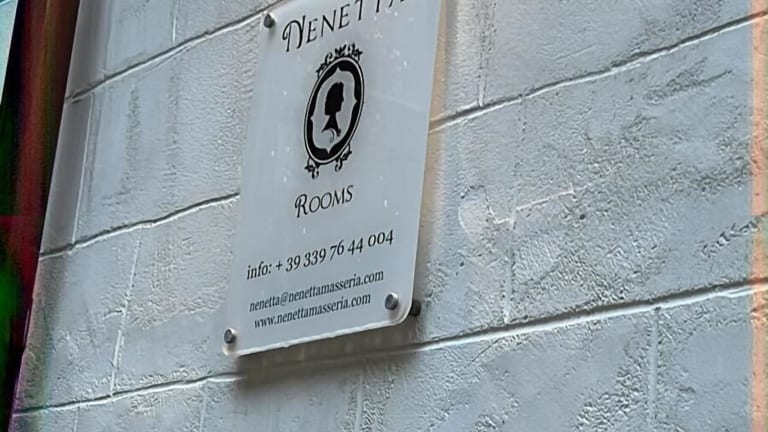 NENETTA
ROOMS
info: + 39 339 76 44 004
nenetta@nenettamasseria.com
www.nenettamasseria.com